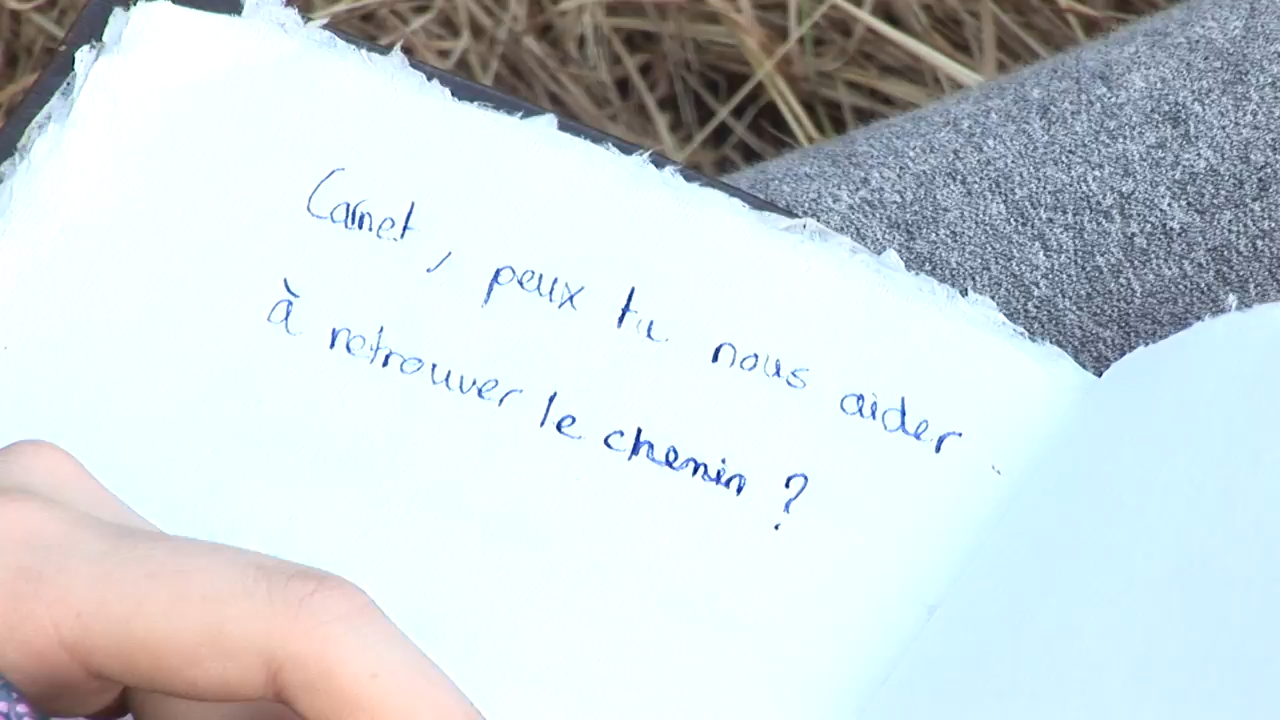 Carnet, peux tu nous aider
à retrouver le chemin ?